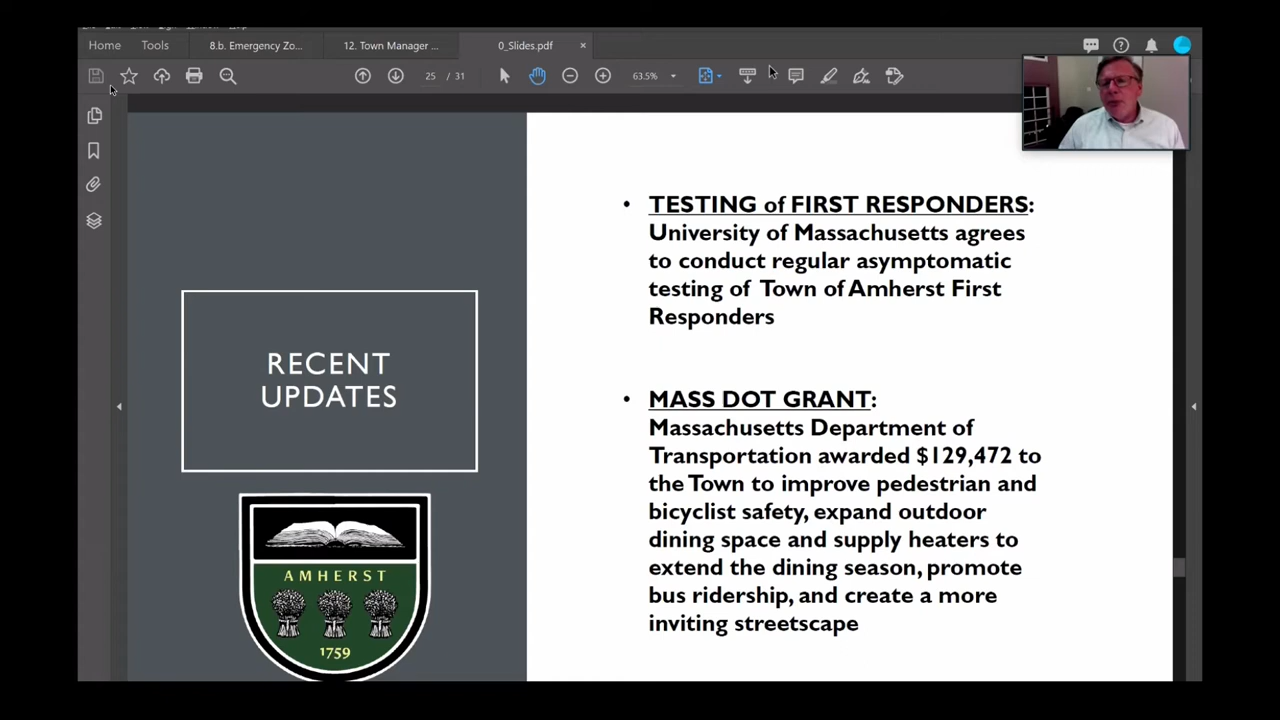 Home
Tools
8.b. Emergency Zo...
12. Town Manager ...
0_Slides.pdf
25 / 31
63.5%
RECENT
UPDATES
AMHERST
1759
• TESTING of FIRST RESPONDERS:
University of Massachusetts agrees
to conduct regular asymptomatic
testing of Town of Amherst First
Responders
• MASS DOT GRANT:
Massachusetts Department of
Transportation awarded $129,472 to
the Town to improve pedestrian and
bicyclist safety, expand outdoor
dining space and supply heaters to
extend the dining season, promote
bus ridership, and create a more
inviting streetscape